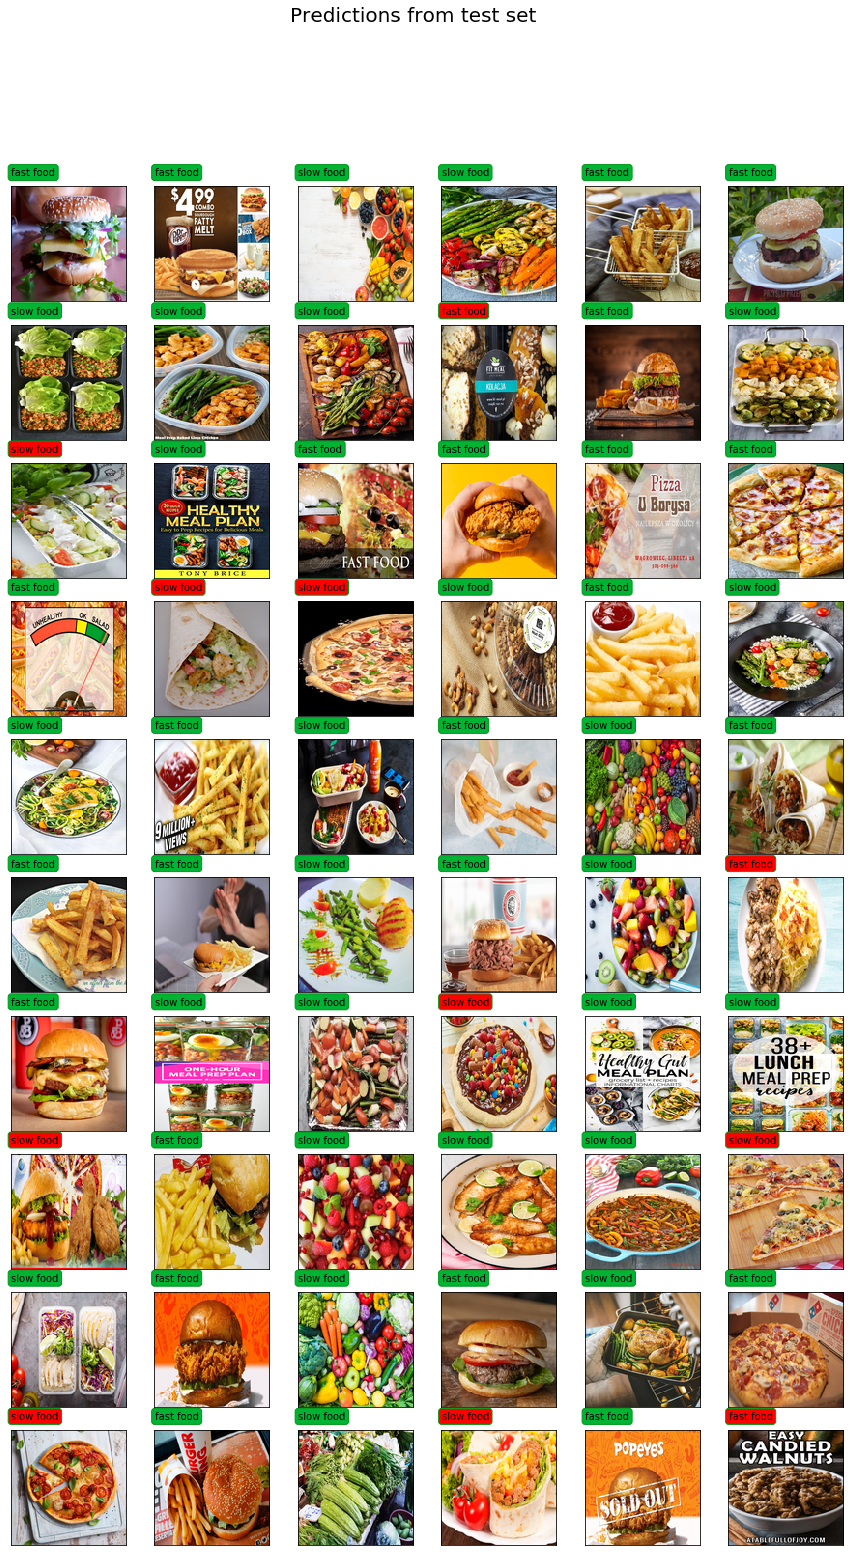 Predictions from test set
fast food
fast food
slow food
slow food
fast food
fast food
$4.99
COMBO
SOURDOUGH
FATTY
MELT
slow food
slow food
slow food
fast food
fast food
slow food
FIT MEAL
KOLACJA
slow food
slow food
fast food
fast food
fast food
fast food
HEALTHY
MEAL PLAN
Easy to Prep Recipes for Delicious Meals
TONY BRICE
FAST FOOD
Pizza
U Borysa
NAJLEPSZA W OKOLICY
fast food
slow food
slow food
slow food
fast food
slow food
UNHEALTHY OK SALAD
slow food
fast food
slow food
fast food
slow food
fast food
9 MILLION+
VIEWS
fast food
fast food
slow food
fast food
slow food
fast food
fast food
slow food
slow food
slow food
slow food
slow food
ONE-HOUR
MEAL PREP PLAN
Healthy Gut
MEAL PLAN
grocery list + recipes
INFORMATIONAL CHARTS
38+
LUNCH
MEAL PREP
recipes
slow food
fast food
slow food
slow food
slow food
slow food
slow food
fast food
slow food
fast food
slow food
fast food
slow food
fast food
slow food
slow food
fast food
fast food
BURGER
KING
POPEYES
SOLD OUT
EASY
CANDIED
WALNUTS
ATABLEFULLOFJOY.COM